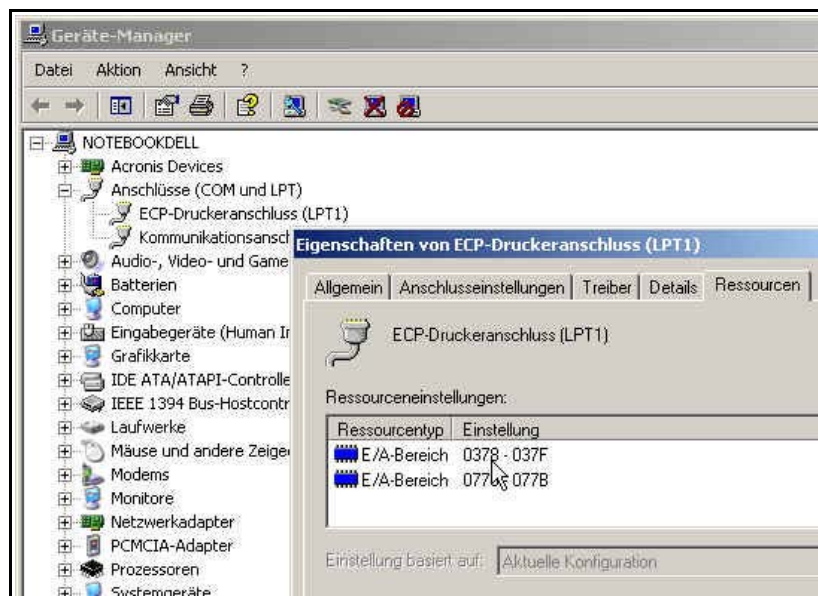 Geräte-Manager
Datei Aktion Ansicht ?
NOTEBOOKDELL
Acronis Devices
Anschlüsse (COM und LPT)
ECP-Druckeranschluss (LPT1)
Kommunikationsansch
Audio-, Video- und Game
Batterien
Computer
Eingabegeräte (Human In
Grafikkarte
IDE ATA/ATAPI-Controlle
IEEE 1394 Bus-Hostcontr
Laufwerke
Mäuse und andere Zeige
Modems
Monitore
Netzwerkadapter
PCMCIA-Adapter
Prozessoren
Systemgeräte
Eigenschaften von ECP-Druckeranschluss (LPT1)
Allgemein Anschlusseinstellungen Treiber Details Ressourcen
ECP-Druckeranschluss (LPT1)
Ressourceneinstellungen:
Ressourcentyp Einstellung
E/A-Bereich 0378 - 037F
E/A-Bereich 077B
Einstellung basiert auf: Aktuelle Konfiguration